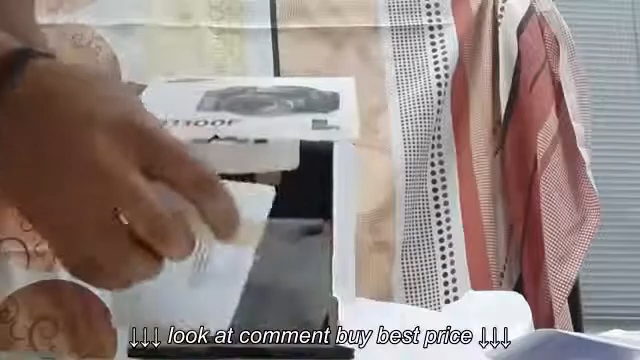 ↓↓↓ look at comment buy best price ↓↓↓